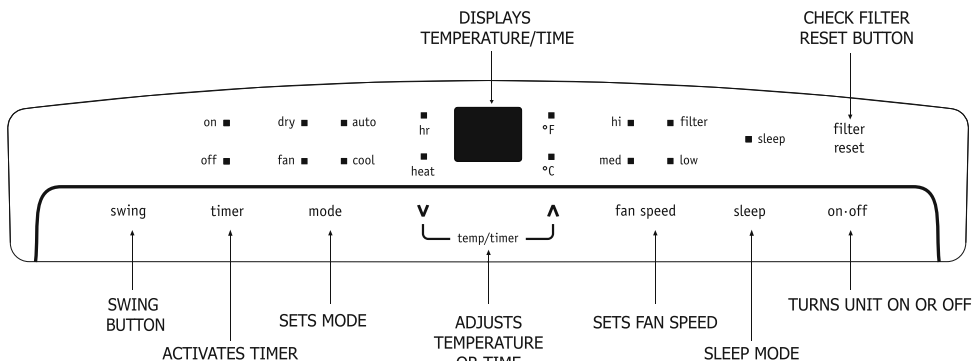 DISPLAYS
TEMPERATURE/TIME
CHECK FILTER
RESET BUTTON
on
off
dry
fan
auto
cool
hr
heat
°F
°C
hi
med
filter
low
sleep
filter
reset
swing
timer
mode
temp/timer
fan speed
sleep
on·off
SWING
BUTTON
ACTIVATES TIMER
SETS MODE
ADJUSTS
TEMPERATURE
OR TIME
SETS FAN SPEED
SLEEP MODE
TURNS UNIT ON OR OFF